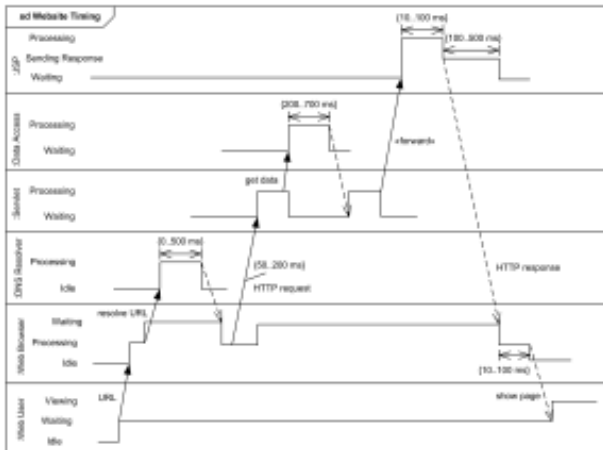 sd Website Timing
{10..100 ms}
Processing
{100..500 ms}
Sending Response
:JSP
Waiting
{200..700 ms}
Processing
:Data Access
Waiting
«forward»
get data
Processing
:Servlet
Waiting
{0..500 ms}
Processing
{50..200 ms}
HTTP response
:DNS Resolver
Idle
HTTP request
resolve URL
Waiting
Processing
:Web Browser
Idle
{10..100 ms}
URL
show page
Viewing
:Web User
Waiting
Idle